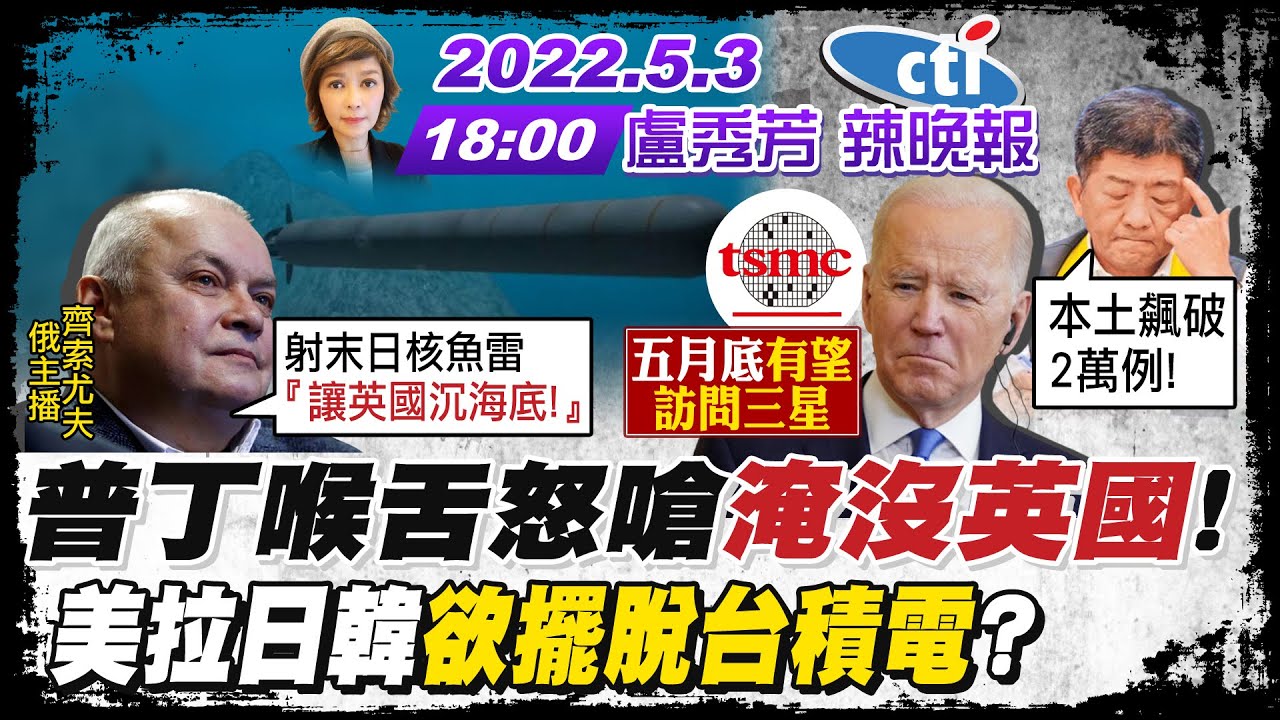 2022.5.3
cti
18:00 盧秀芳 辣晚報
tsmc
齊索尤夫
俄主播
射末日核魚雷
『讓英國沉海底!』
五月底有望
訪問三星
本土飆破
2萬例!
普丁喉舌怒嗆淹沒英國!
美拉日韓欲擺脫台積電?